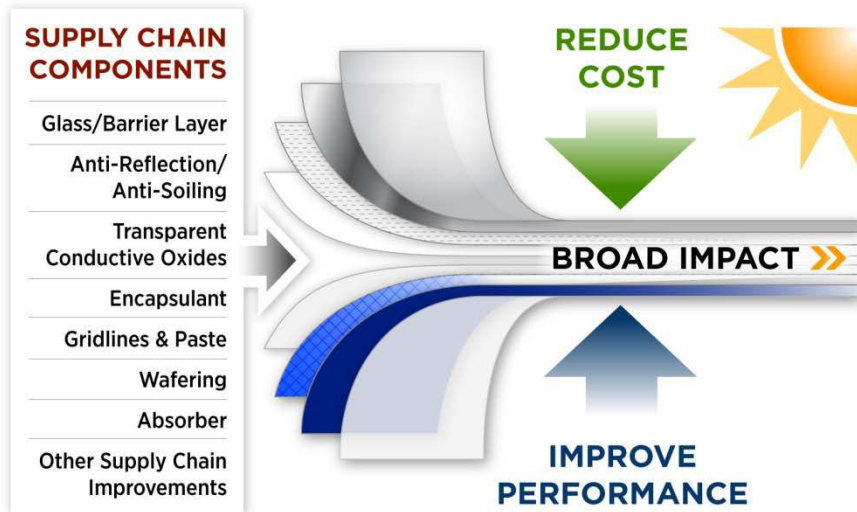 SUPPLY CHAIN
COMPONENTS
Glass/Barrier Layer
Anti-Reflection/
Anti-Soiling
Transparent
Conductive Oxides
Encapsulant
Gridlines & Paste
Wafering
Absorber
Other Supply Chain
Improvements
REDUCE
COST
BROAD IMPACT
IMPROVE
PERFORMANCE